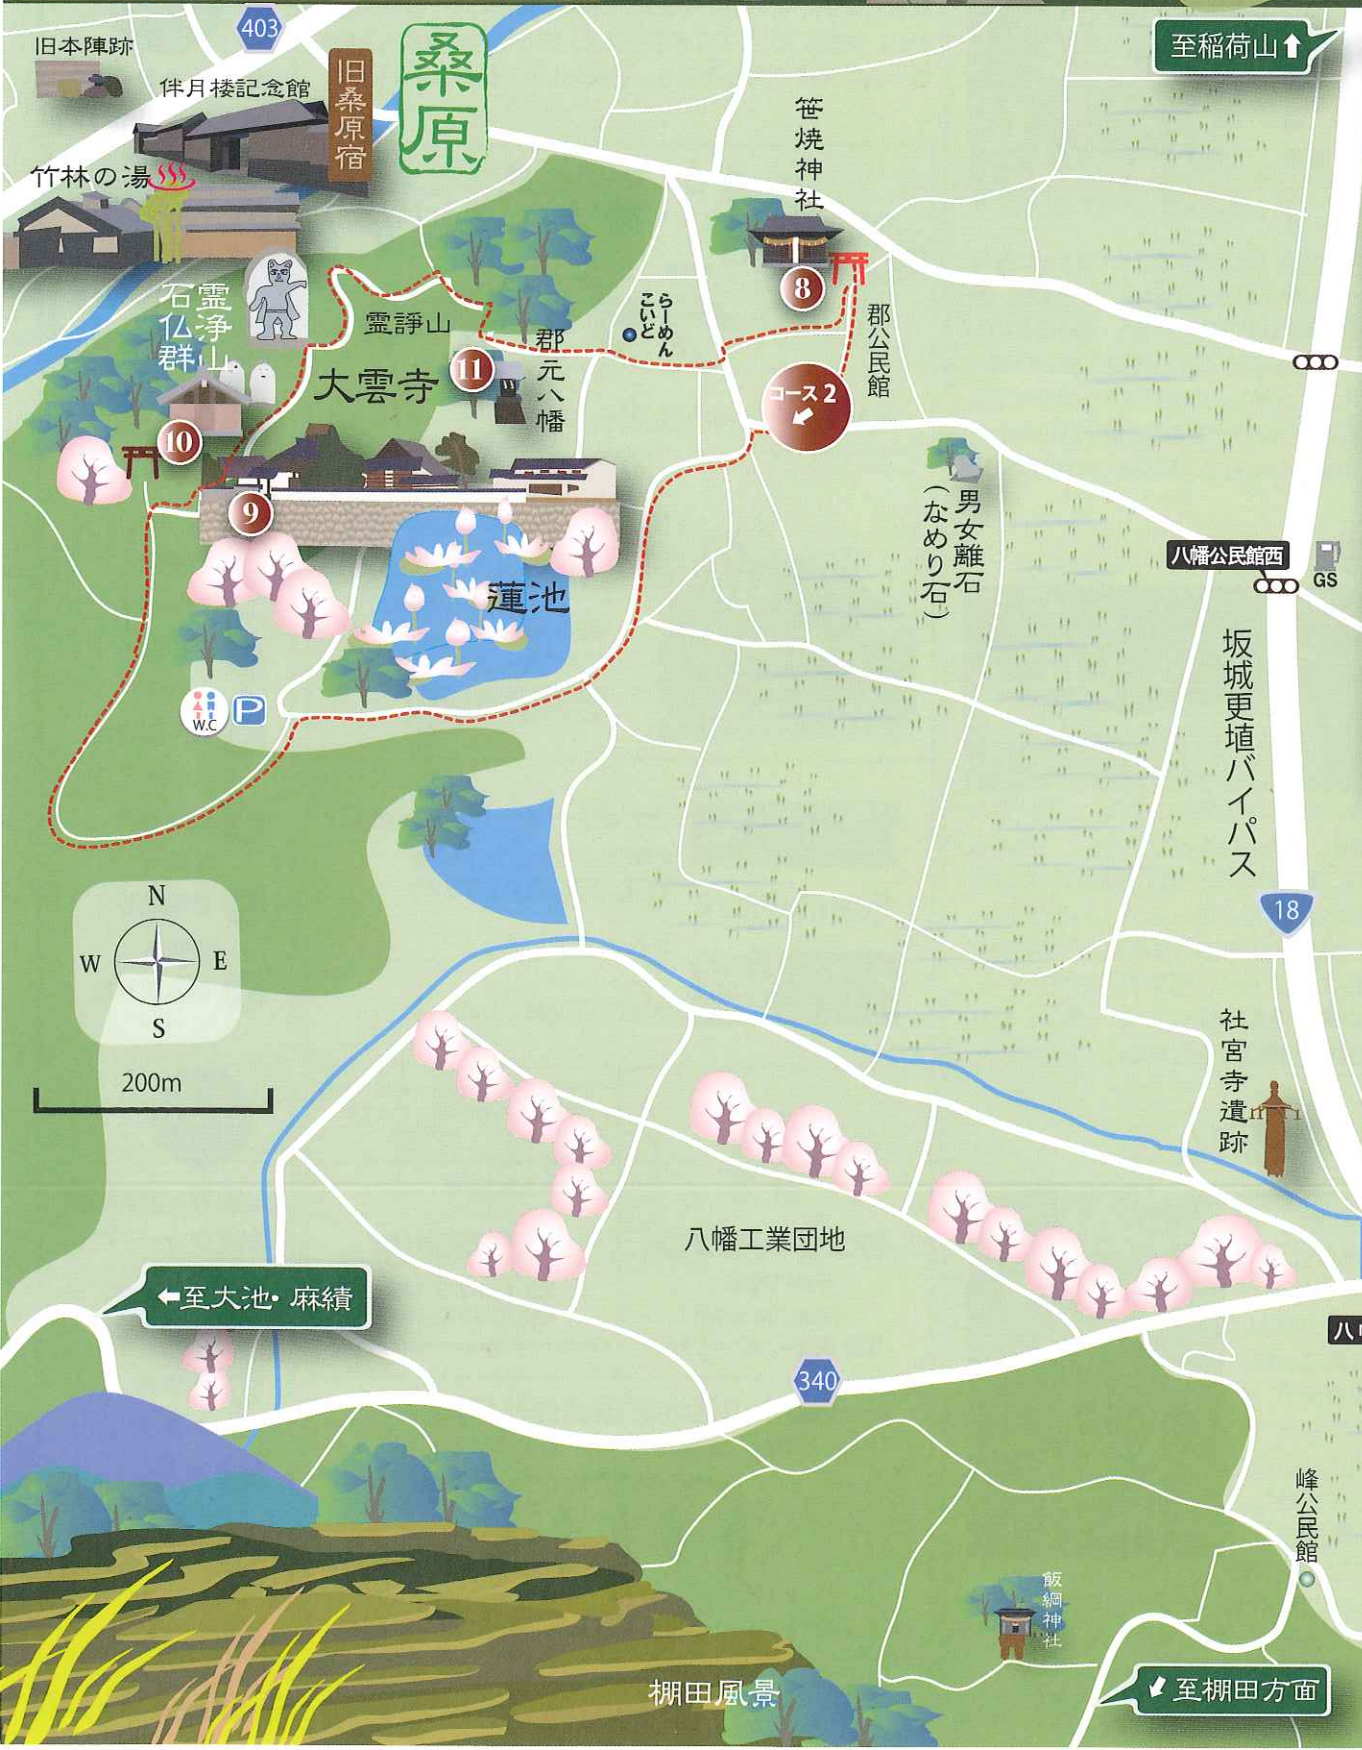 403
旧本陣跡
伴月楼記念館
旧桑原宿
桑原
至稲荷山
竹林の湯
笹焼神社
8
霊浄山
石仏群
霊諍山
らーめん
こいど
郡公民館
郡元八幡
11
大雲寺
コース2
10
9
男女離石
(なめり石)
蓮池
八幡公民館西
GS
W.C
P
坂城更埴バイパス
18
N
W
E
S
200m
社宮寺遺跡
八幡工業団地
至大池・麻績
340
峰公民館
飯綱神社
至棚田方面
棚田風景